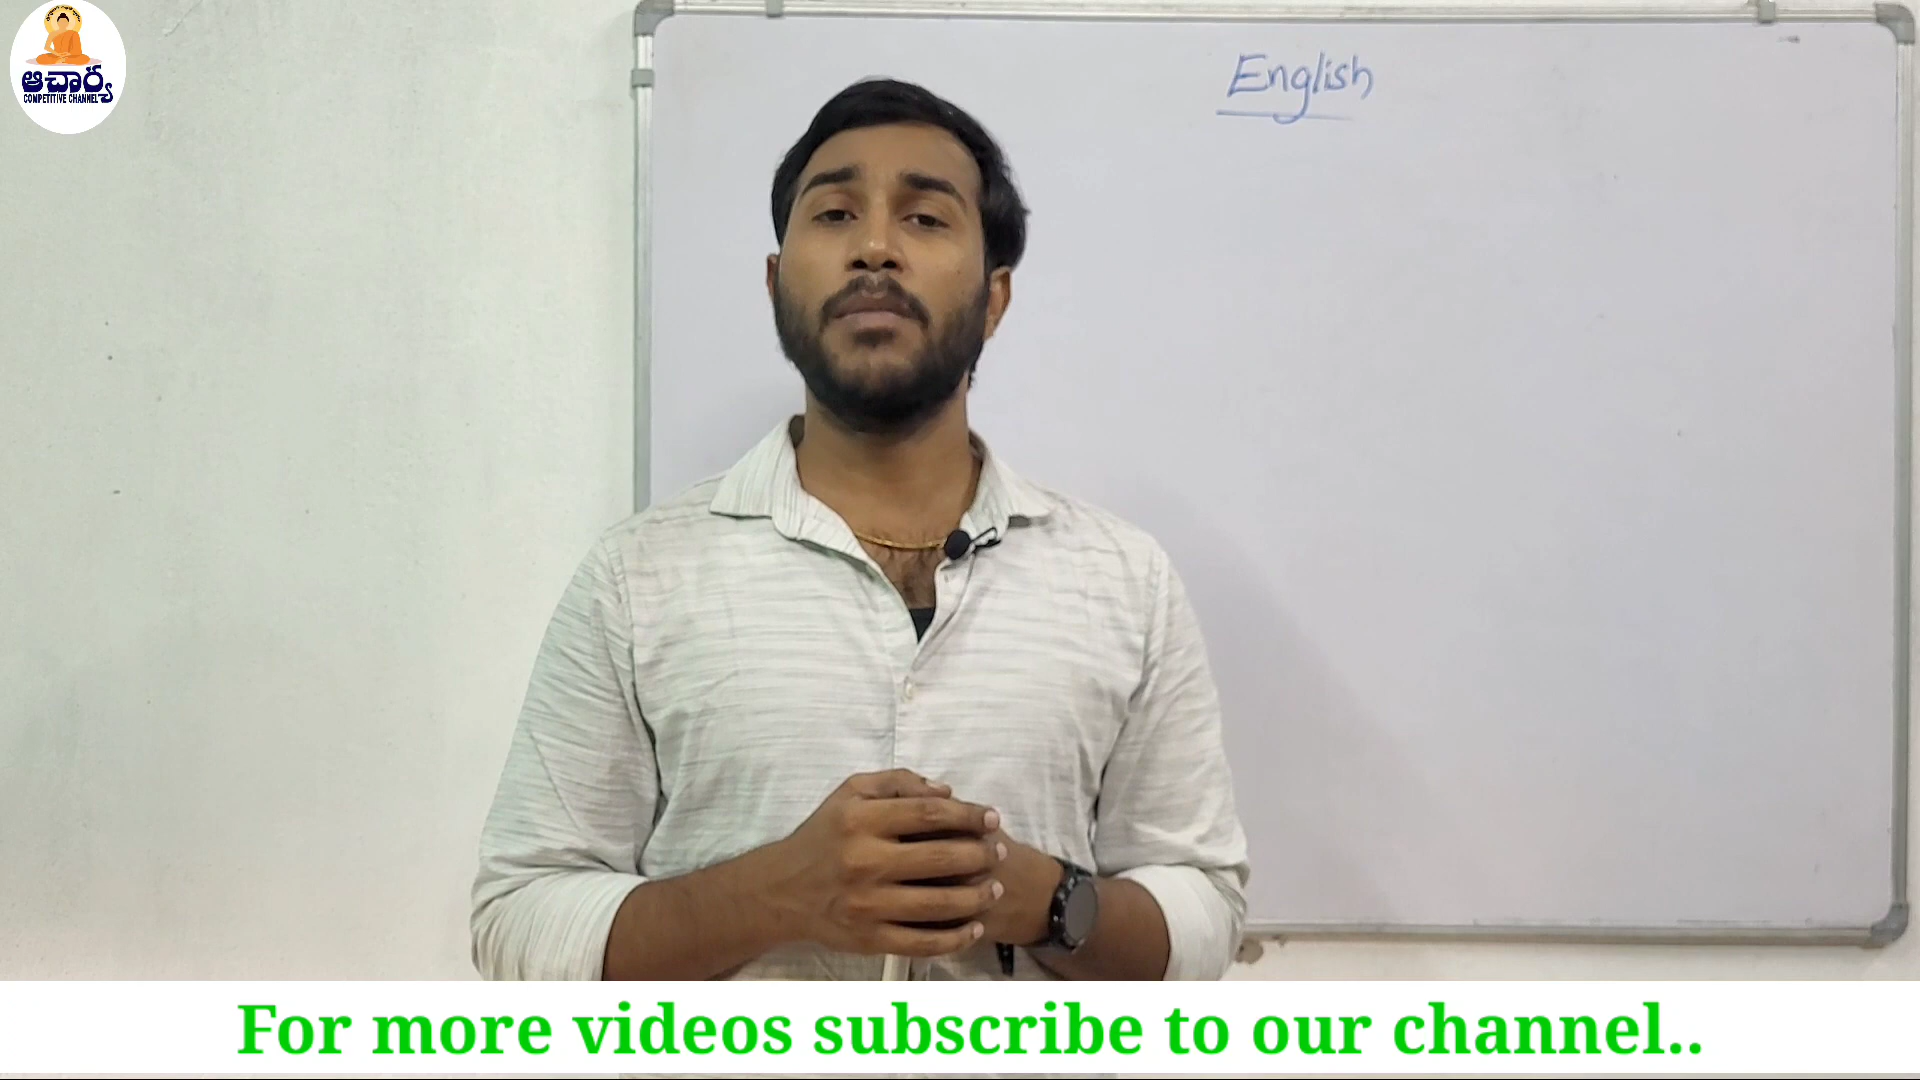 ఆచార్య
COMPETITIVE CHANNEL
English
For more videos subscribe to our channel..